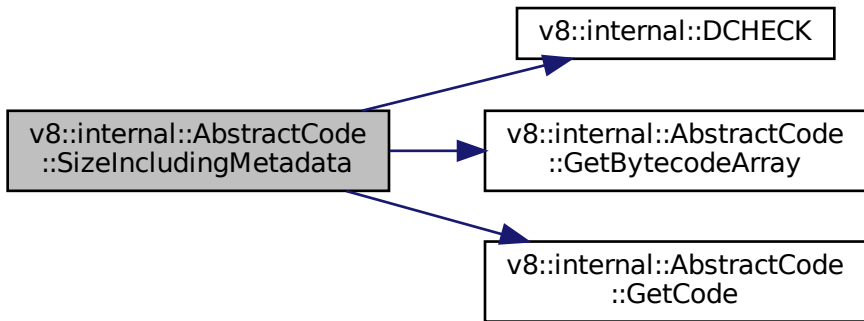 v8::internal::DCHECK
v8::internal::AbstractCode
::SizeIncludingMetadata
v8::internal::AbstractCode
::GetBytecodeArray
v8::internal::AbstractCode
::GetCode